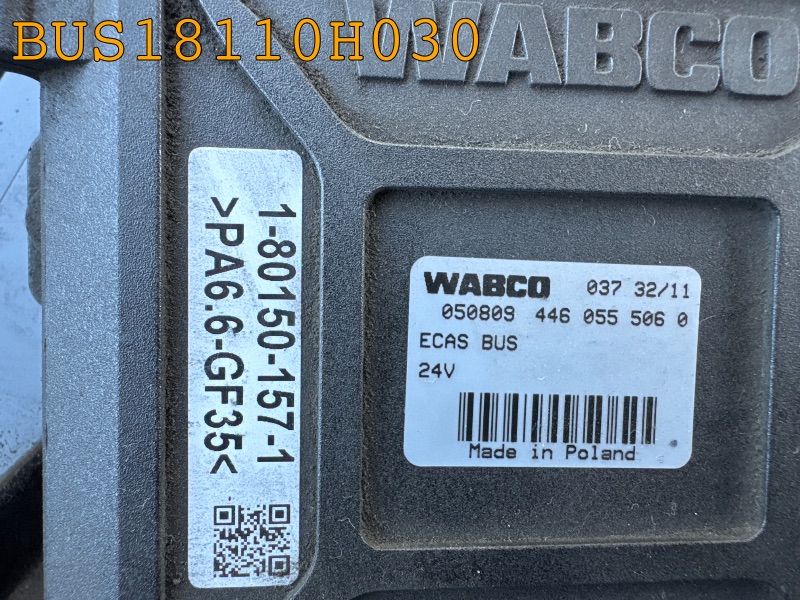 BUS18110H030
WABCO
1-80150-157-1
>PA6.6-GF35<
WABCO 037 32/11
050809 446 055 506 0
ECAS BUS
24V
Made in Poland